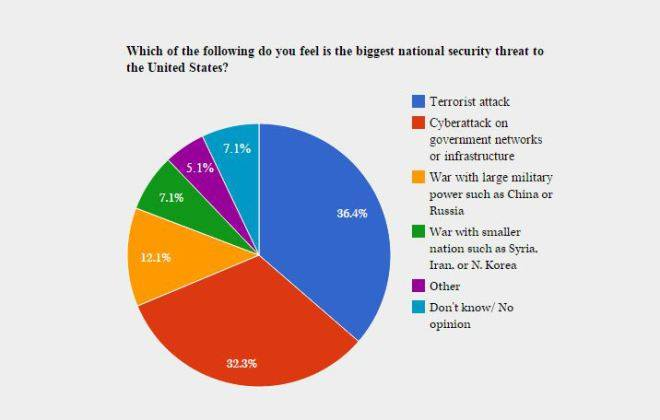 Which of the following do you feel is the biggest national security threat to
the United States?
Terrorist attack
Cyberattack on
government networks
or infrastructure
War with large military
power such as China or
Russia
War with smaller
nation such as Syria,
Iran, or N. Korea
Other
Don't know/ No
opinion
7.1%
5.1%
7.1%
36.4%
12.1%
32.3%